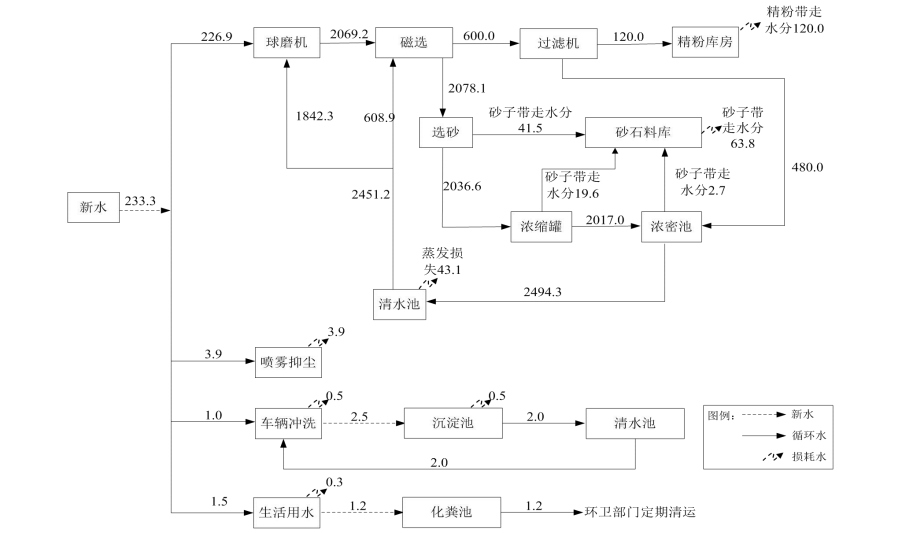 精粉带走
水分120.0
226.9
球磨机
2069.2
磁选
600.0
过滤机
120.0
精粉库房
2078.1
1842.3
608.9
选砂
砂子带走水分
41.5
砂石料库
砂子带
走水分
63.8
480.0
2451.2
2036.6
砂子带走
水分19.6
砂子带走
水分2.7
新水
233.3
浓缩罐
2017.0
浓密池
蒸发损
失43.1
清水池
2494.3
3.9
喷雾抑尘
3.9
1.0
车辆冲洗
0.5
2.5
沉淀池
0.5
2.0
清水池
2.0
图例：
新水
循环水
损耗水
1.5
生活用水
0.3
1.2
化粪池
1.2
环卫部门定期清运